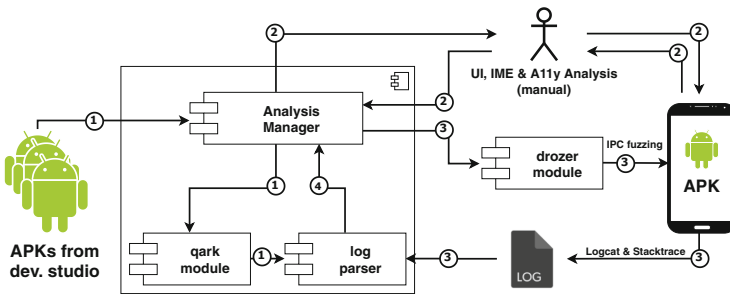 2
2
2
2
UI, IME & A11y Analysis
(manual)
1
Analysis
Manager
3
IPC fuzzing
drozer
module
3
APK
1
4
APKs from
dev. studio
qark
module
1
log
parser
3
LOG
Logcat & Stacktrace
3